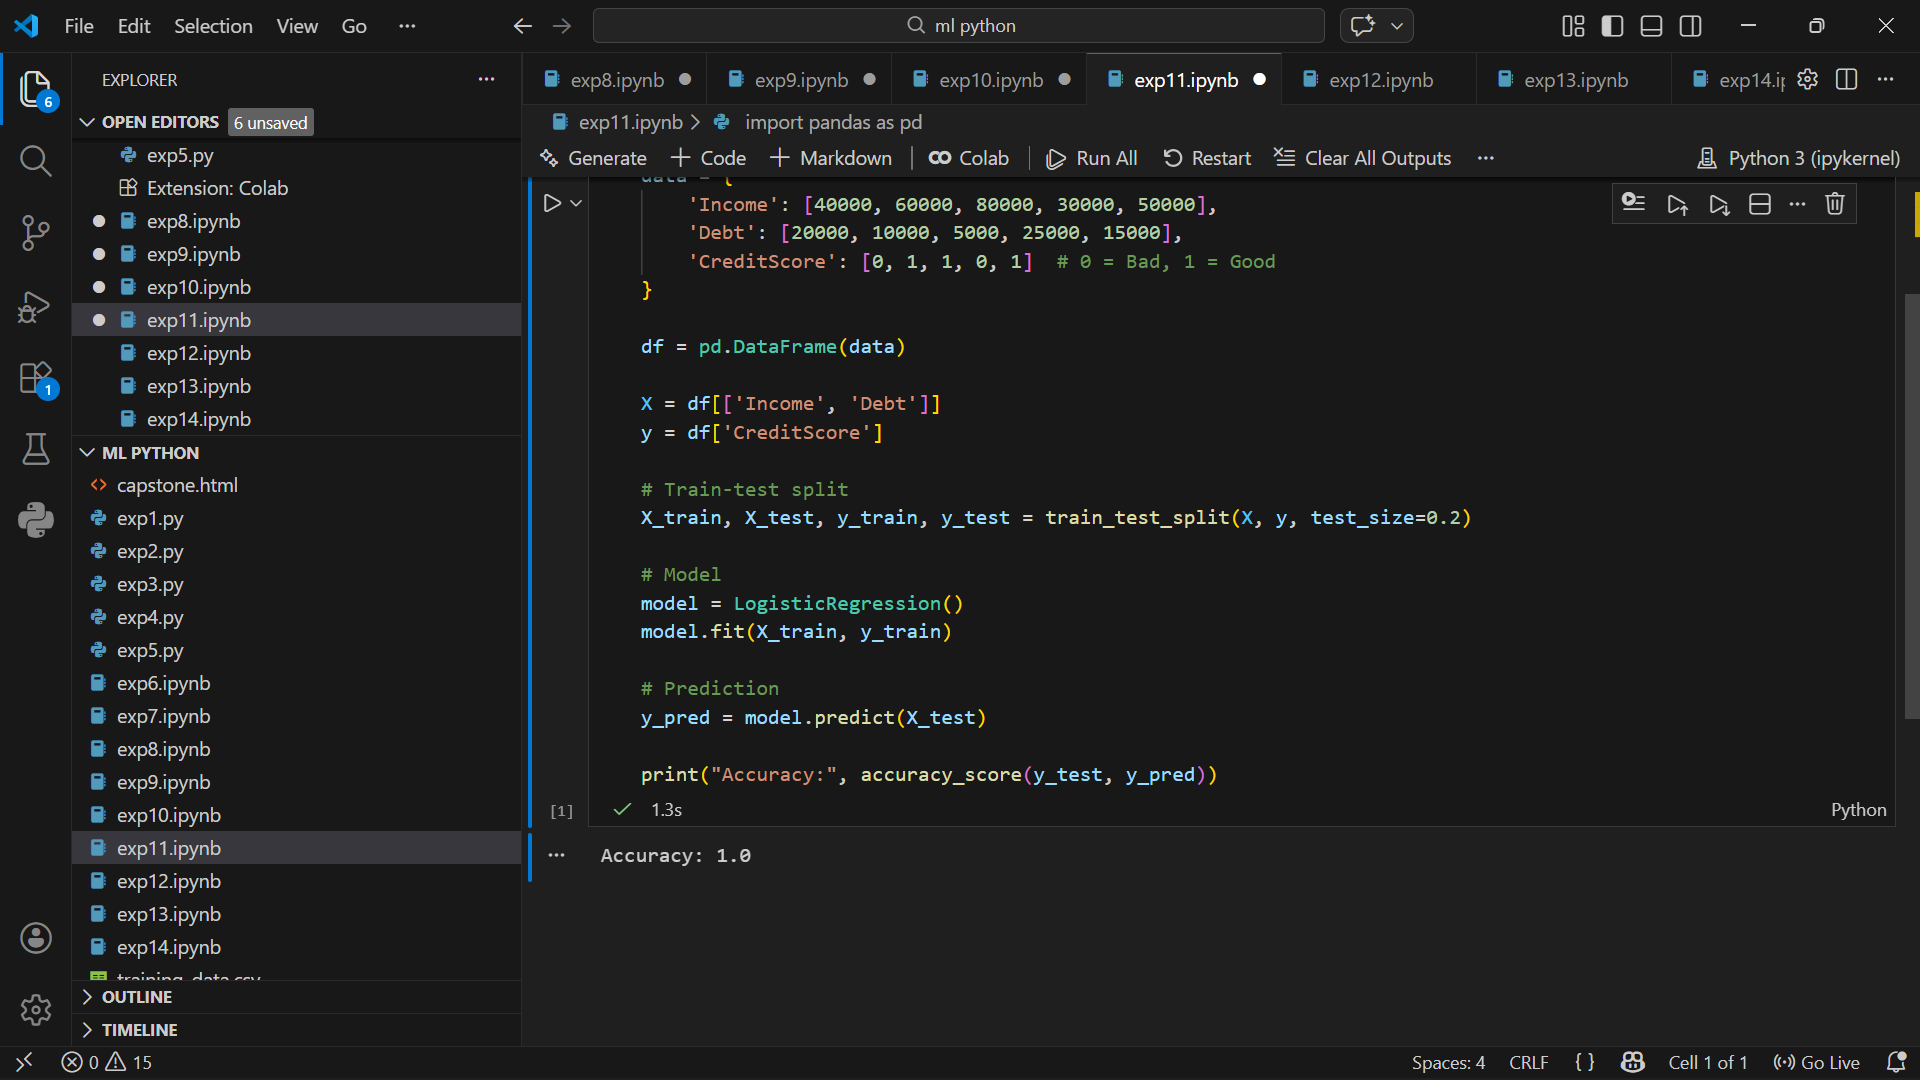 File Edit Selection View Go ···
ml python
EXPLORER
OPEN EDITORS 6 unsaved
exp5.py
Extension: Colab
exp8.ipynb
exp9.ipynb
exp10.ipynb
exp11.ipynb
exp12.ipynb
exp13.ipynb
exp14.ipynb
ML PYTHON
capstone.html
exp1.py
exp2.py
exp3.py
exp4.py
exp5.py
exp6.ipynb
exp7.ipynb
exp8.ipynb
exp9.ipynb
exp10.ipynb
exp11.ipynb
exp12.ipynb
exp13.ipynb
exp14.ipynb
training_data.csv
OUTLINE
TIMELINE
6
1
exp8.ipynb exp9.ipynb exp10.ipynb exp11.ipynb exp12.ipynb exp13.ipynb exp14.ip
exp11.ipynb > import pandas as pd
Generate + Code + Markdown Colab Run All Restart Clear All Outputs ··· Python 3 (ipykernel)
data = {
'Income': [40000, 60000, 80000, 30000, 50000],
'Debt': [20000, 10000, 5000, 25000, 15000],
'CreditScore': [0, 1, 1, 0, 1]  # 0 = Bad, 1 = Good
}
df = pd.DataFrame(data)
X = df[['Income', 'Debt']]
y = df['CreditScore']
# Train-test split
X_train, X_test, y_train, y_test = train_test_split(X, y, test_size=0.2)
# Model
model = LogisticRegression()
model.fit(X_train, y_train)
# Prediction
y_pred = model.predict(X_test)
print("Accuracy:", accuracy_score(y_test, y_pred))
[1] 1.3s Python
Accuracy: 1.0
0 15 Spaces: 4 CRLF { } Cell 1 of 1 Go Live